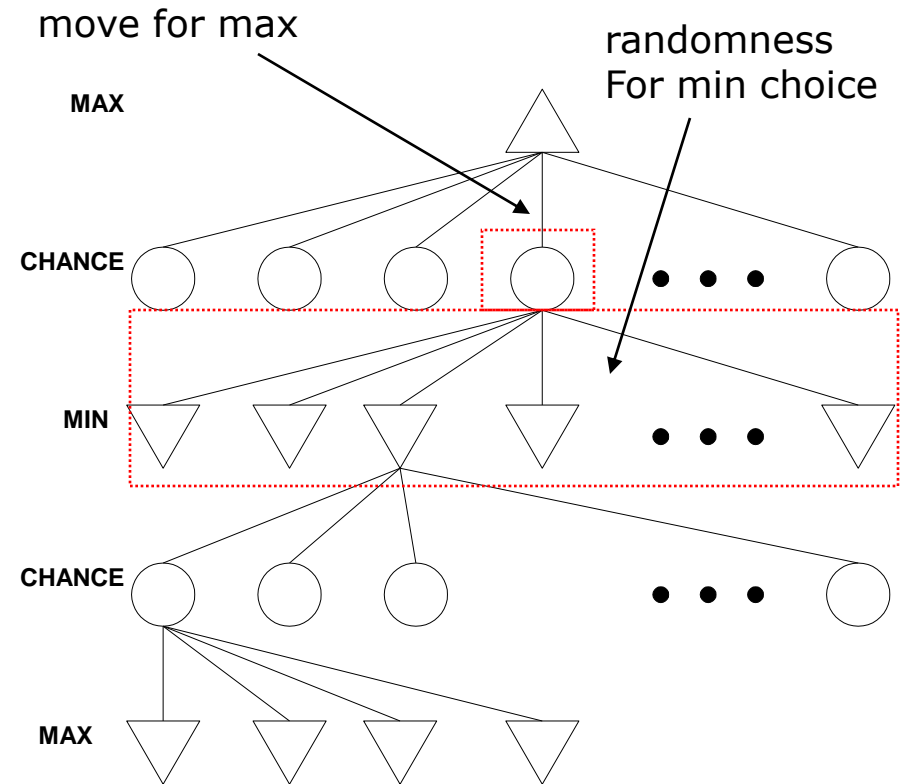 move for max
randomness
For min choice
MAX
CHANCE
MIN
CHANCE
MAX